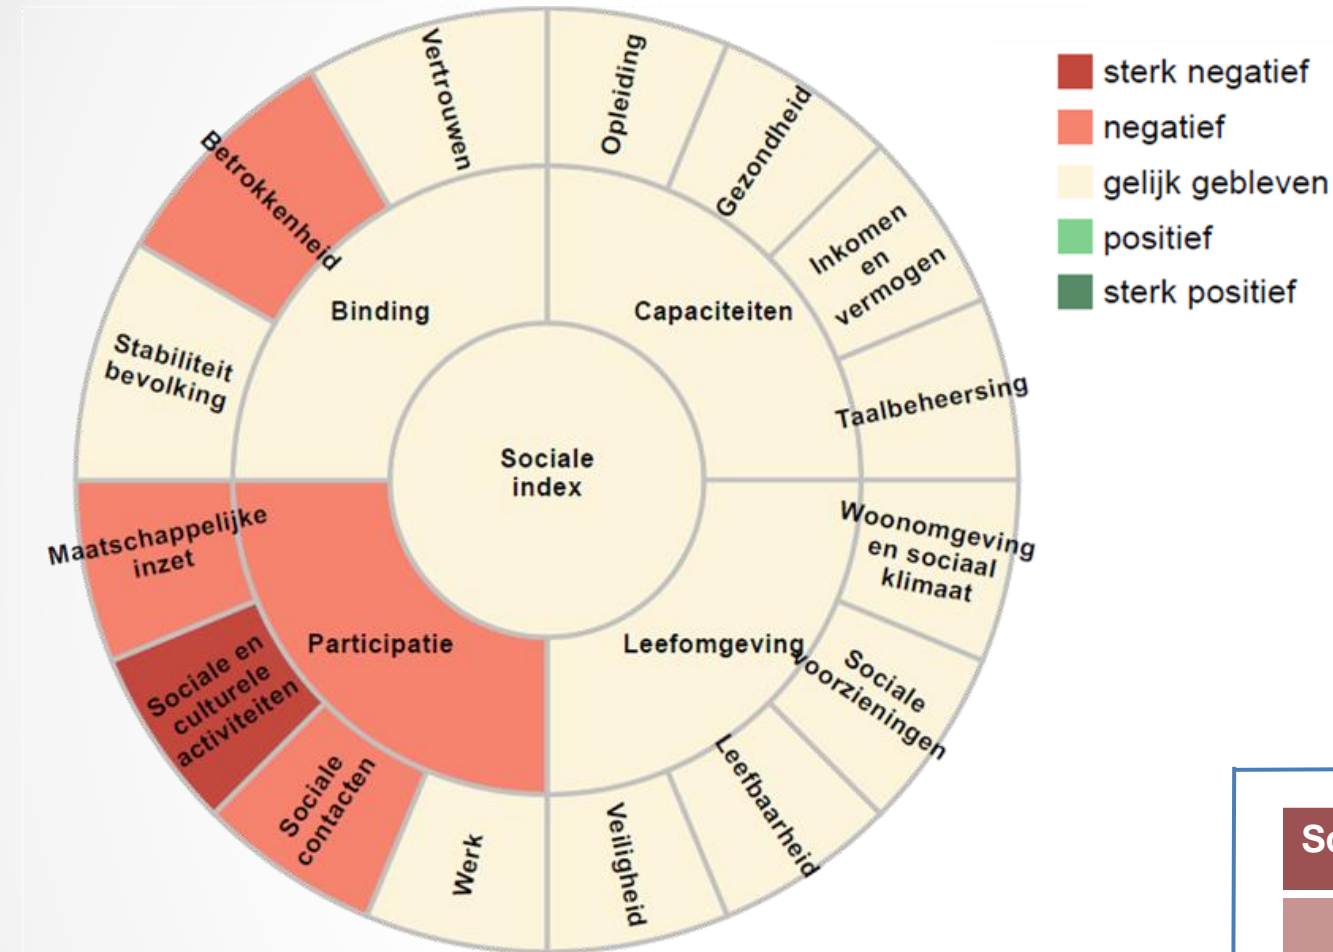 Vertrouwen
Opleiding
Gezondheid
Inkomen
en
vermogen
Taalbeheersing
Betrokkenheid
Stabiliteit
bevolking
Binding
Capaciteiten
Sociale
index
Participatie
Leefomgeving
Maatschappelijke
inzet
Sociale en
culturele
activiteiten
Sociale
contacten
Werk
Veiligheid
Leefbaarheid
Sociale
voorzieningen
Woonomgeving
en sociaal
klimaat
sterk negatief
negatief
gelijk gebleven
positief
sterk positief